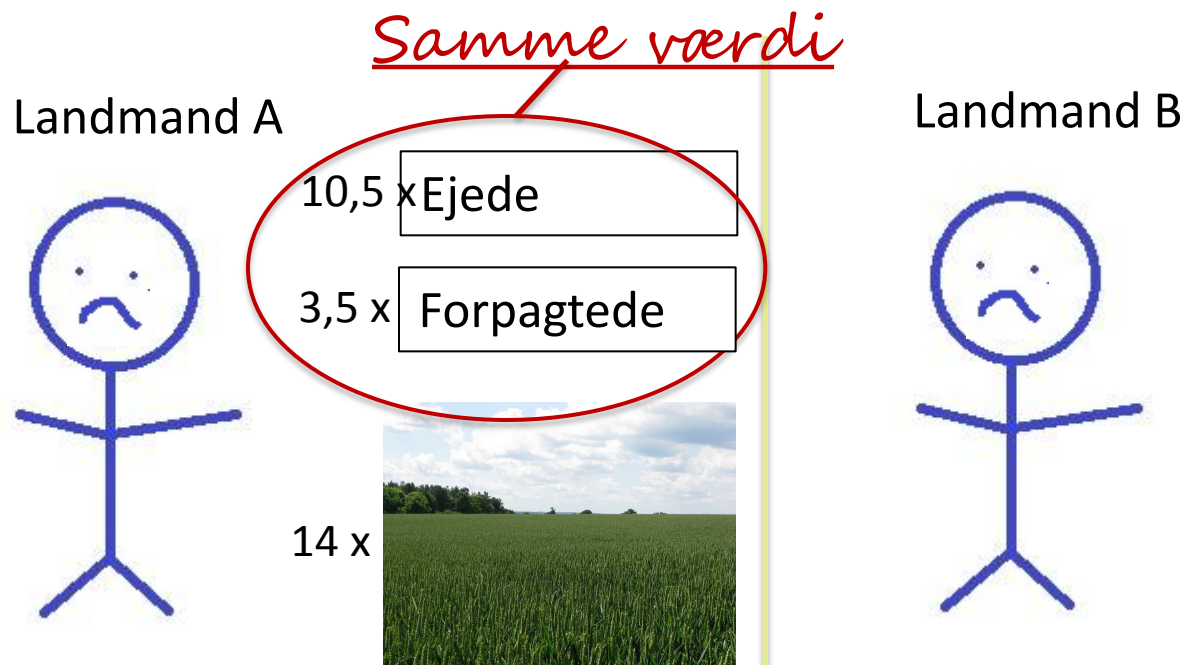 Samme værdi
Landmand A
Landmand B
10,5 x Ejede
3,5 x Forpagtede
14 x